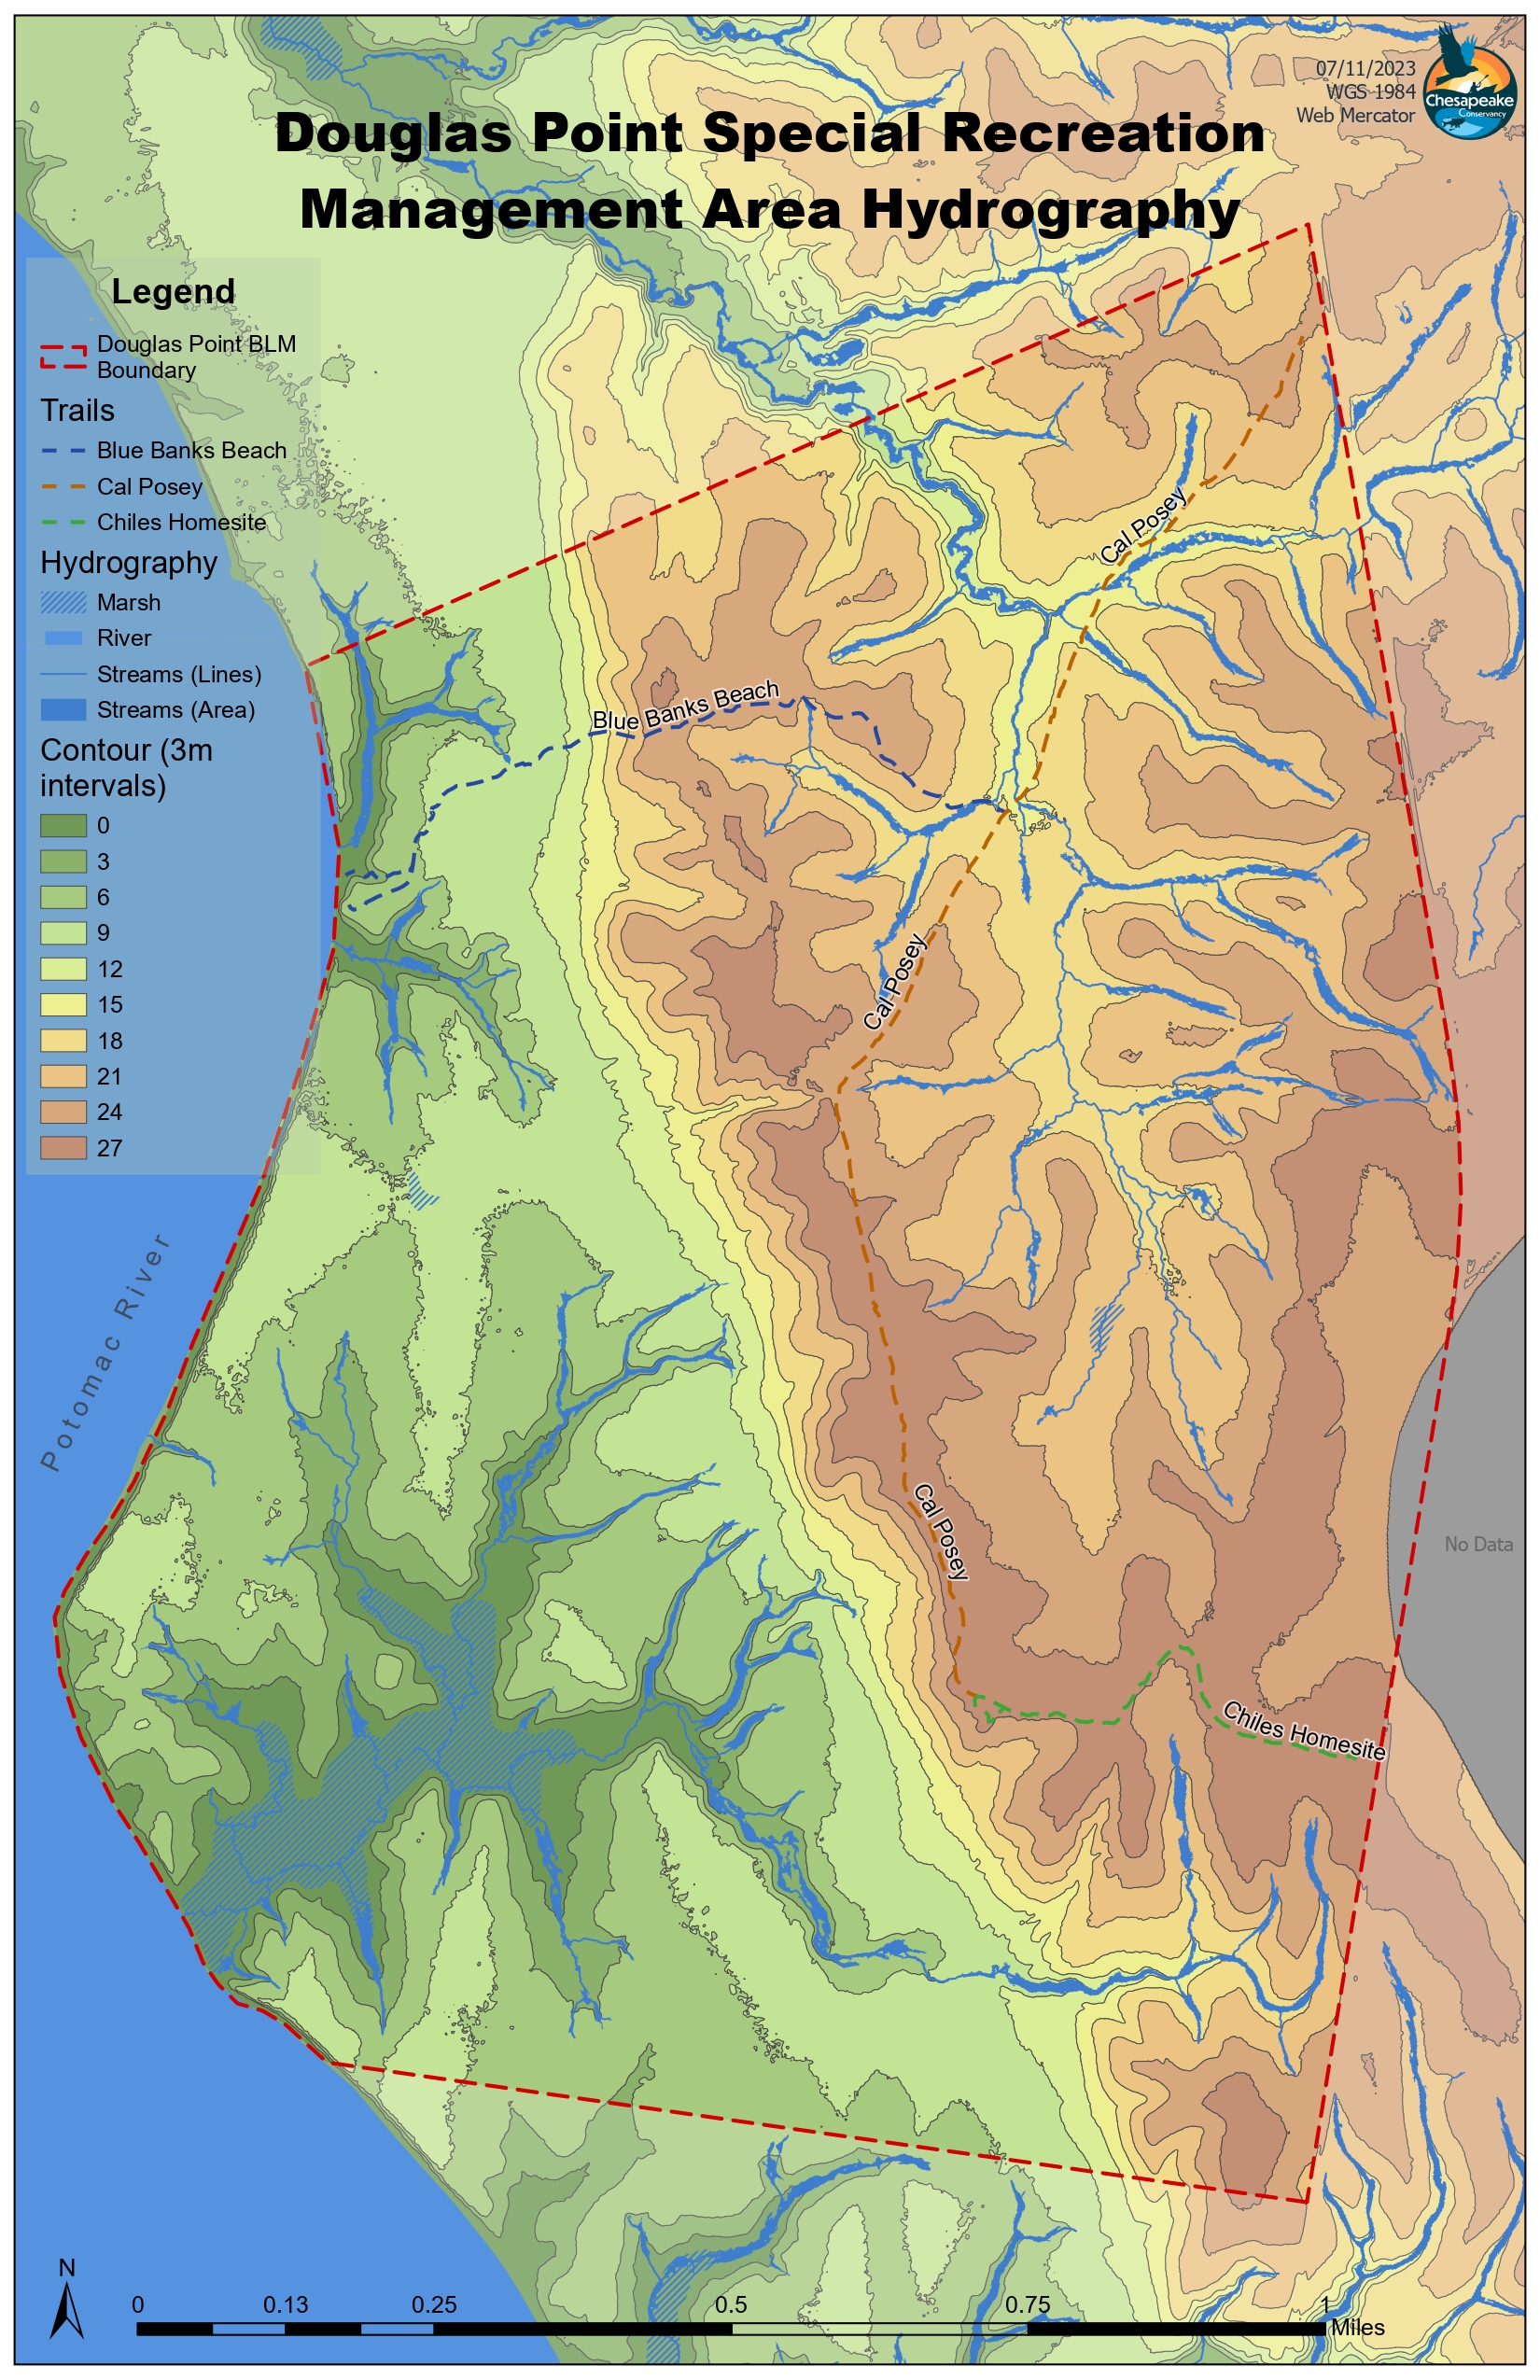 07/11/2023
WGS 1984
Web Mercator
Chesapeake
Conservancy
Douglas Point Special Recreation
Management Area Hydrography
Legend
Douglas Point BLM
Boundary
Trails
Blue Banks Beach
Cal Posey
Chiles Homesite
Hydrography
Marsh
River
Streams (Lines)
Streams (Area)
Contour (3m
intervals)
0
3
6
9
12
15
18
21
24
27
Cal Posey
Blue Banks Beach
Cal Posey
Potomac River
Cal Posey
No Data
Chiles Homesite
N
0 0.13 0.25 0.5 0.75 1
Miles